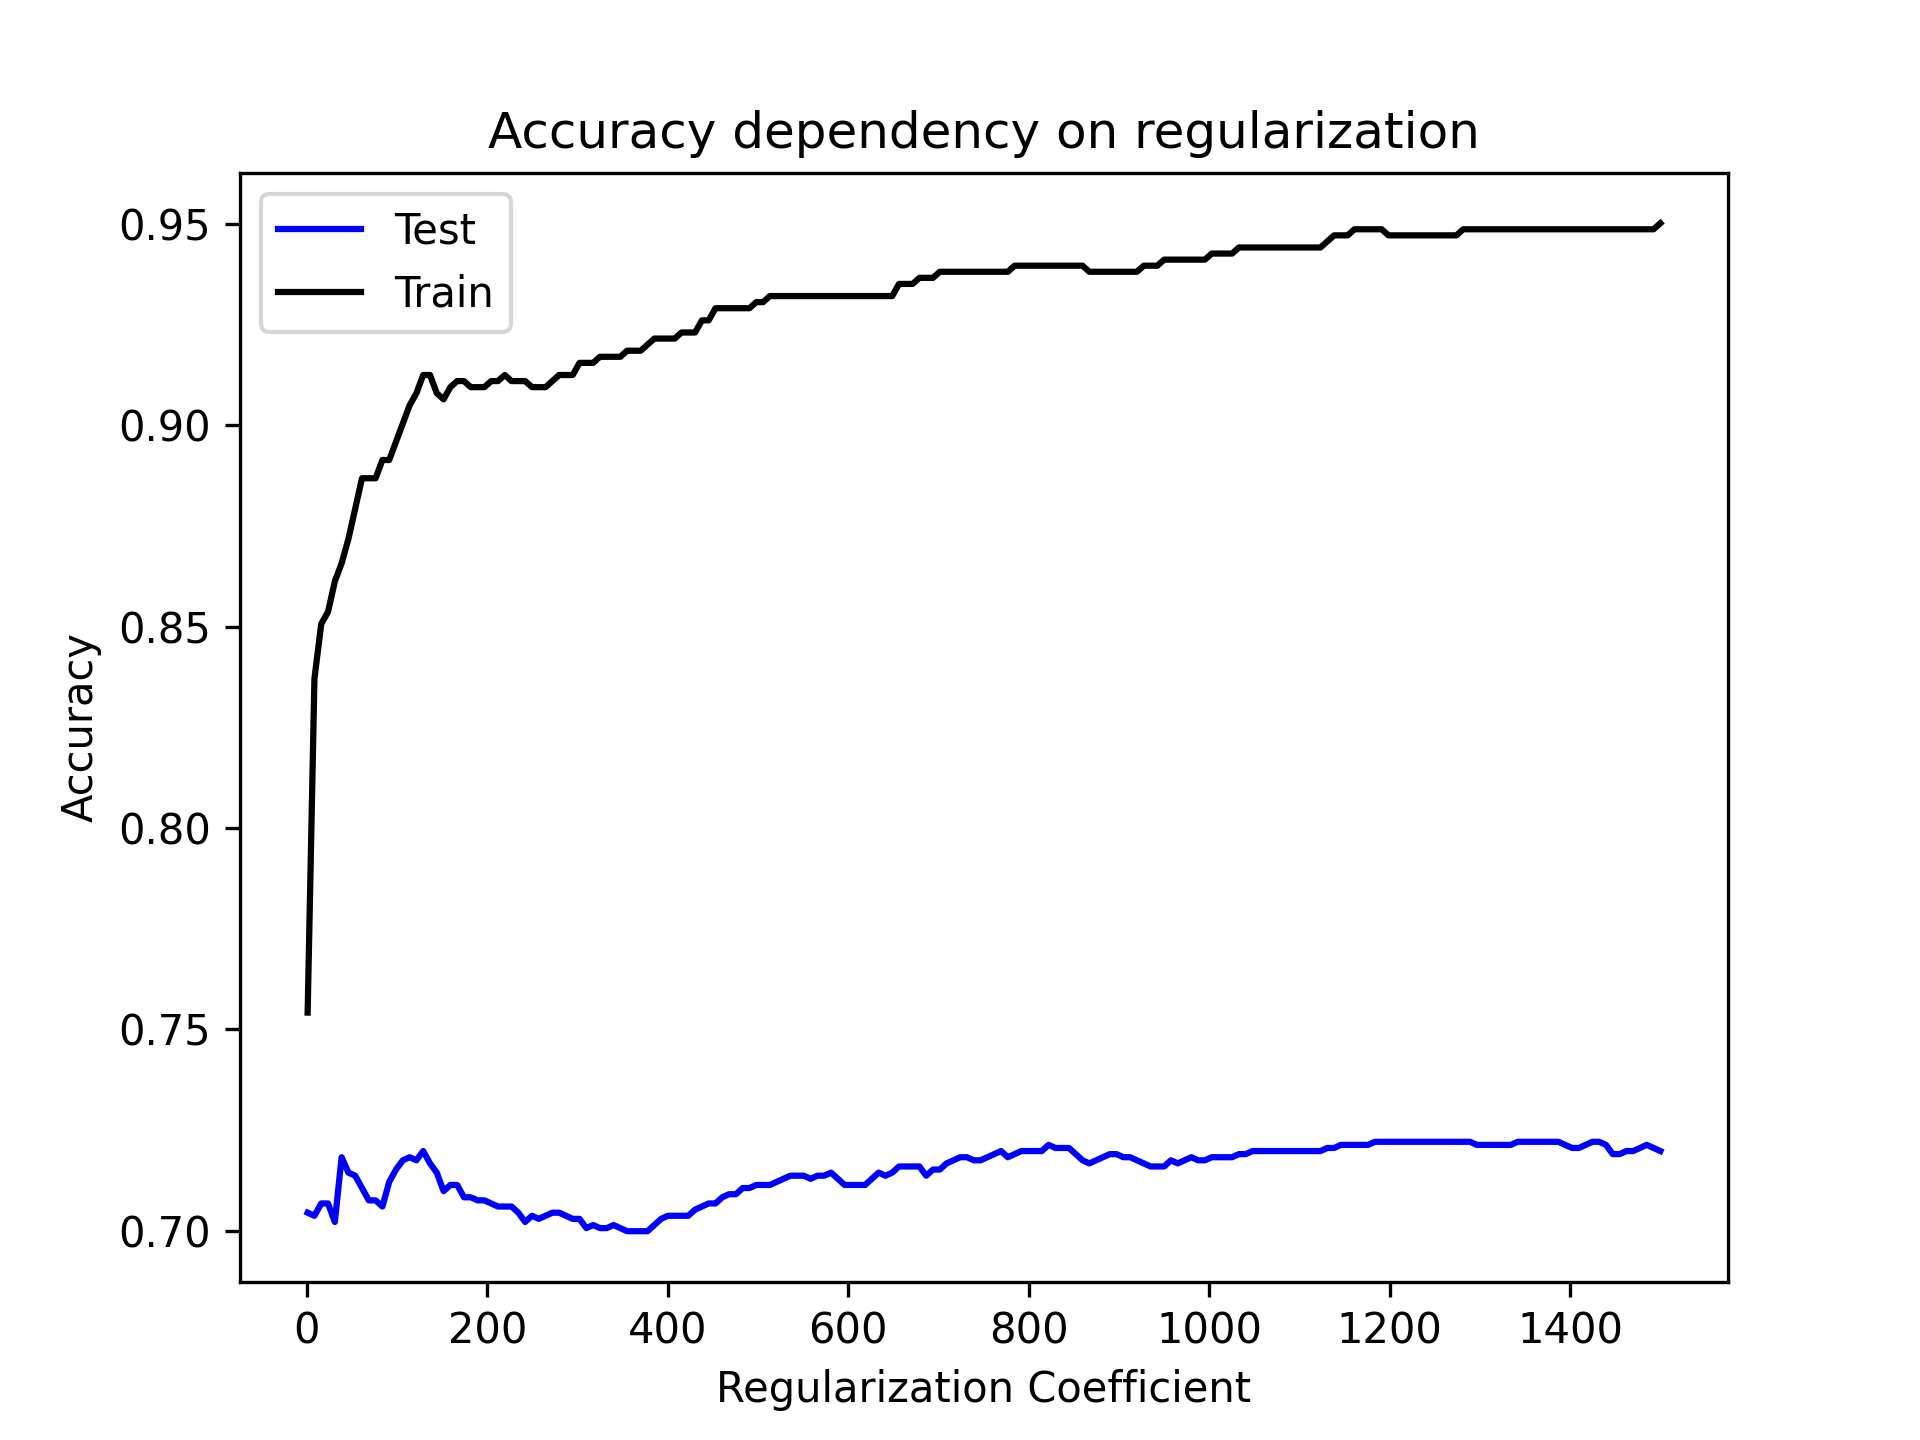 Accuracy dependency on regularization
Test
Train
0.95
0.90
0.85
0.80
0.75
0.70
Accuracy
0 200 400 600 800 1000 1200 1400
Regularization Coefficient